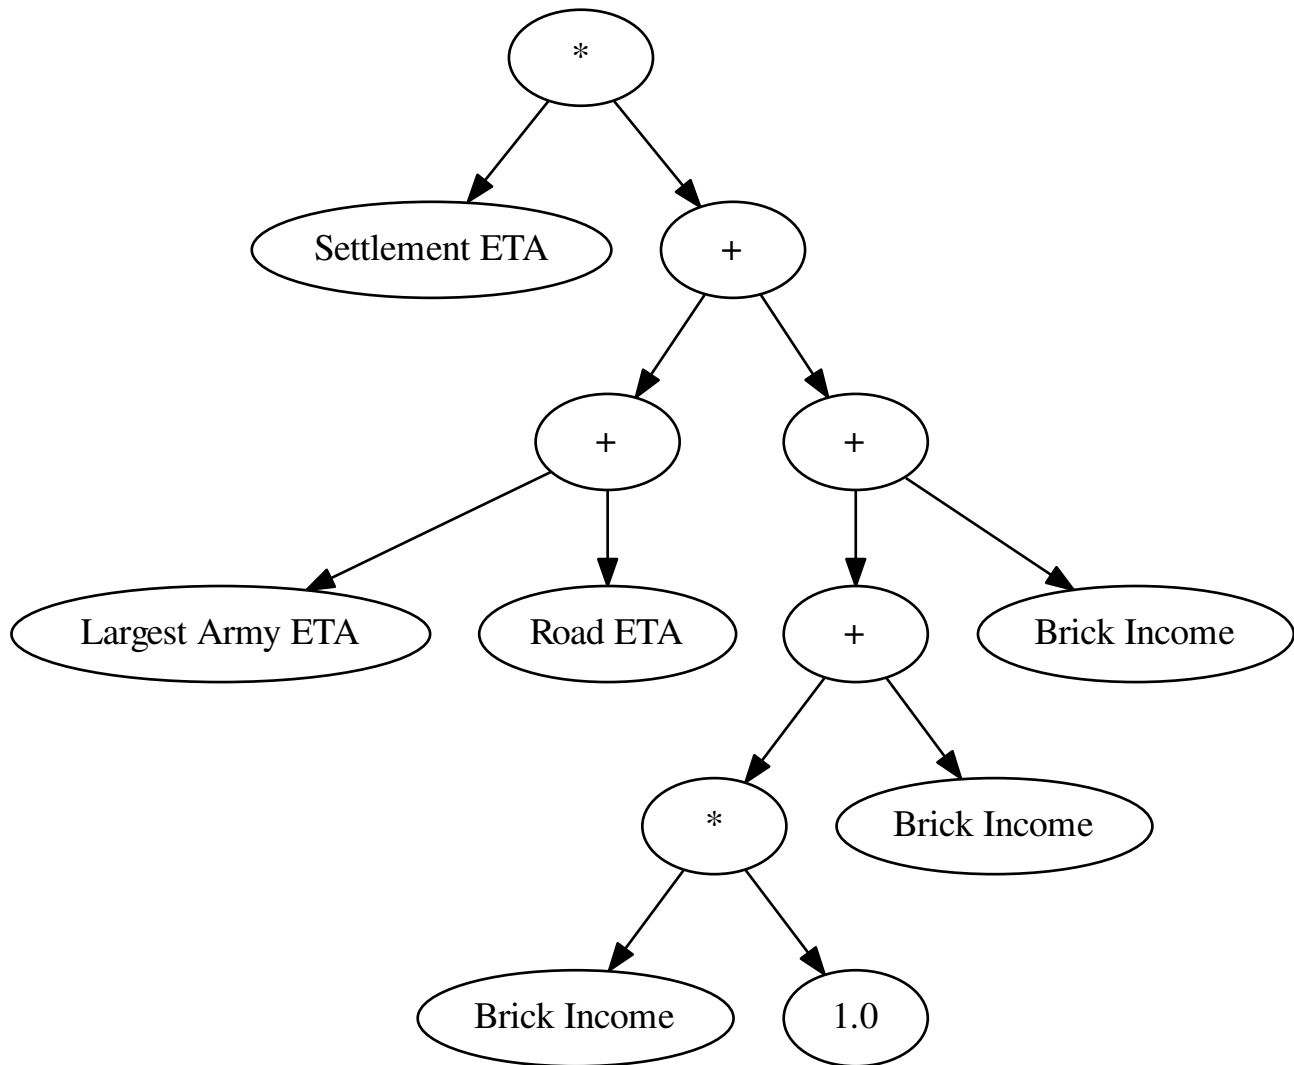 *
Settlement ETA
+
+
+
Largest Army ETA
Road ETA
+
Brick Income
*
Brick Income
Brick Income
1.0